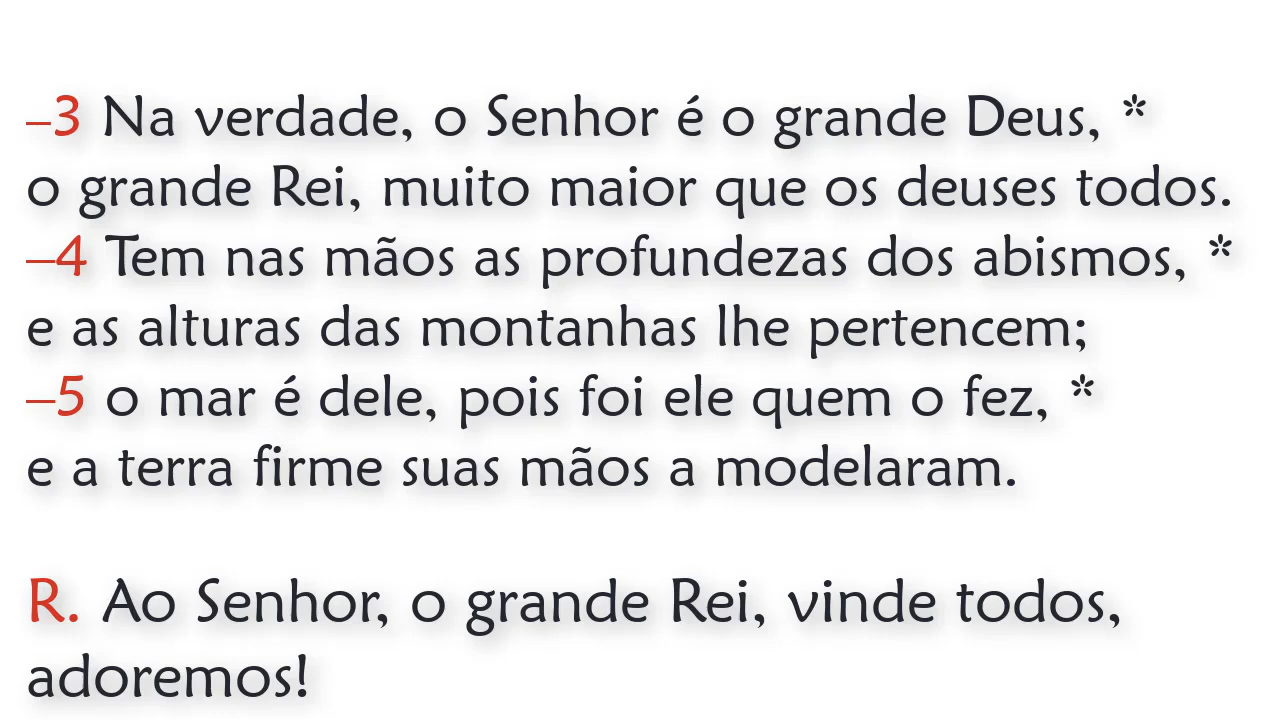 –3 Na verdade, o Senhor é o grande Deus, *
o grande Rei, muito maior que os deuses todos.
–4 Tem nas mãos as profundezas dos abismos, *
e as alturas das montanhas lhe pertencem;
–5 o mar é dele, pois foi ele quem o fez, *
e a terra firme suas mãos a modelaram.
R. Ao Senhor, o grande Rei, vinde todos,
adoremos!